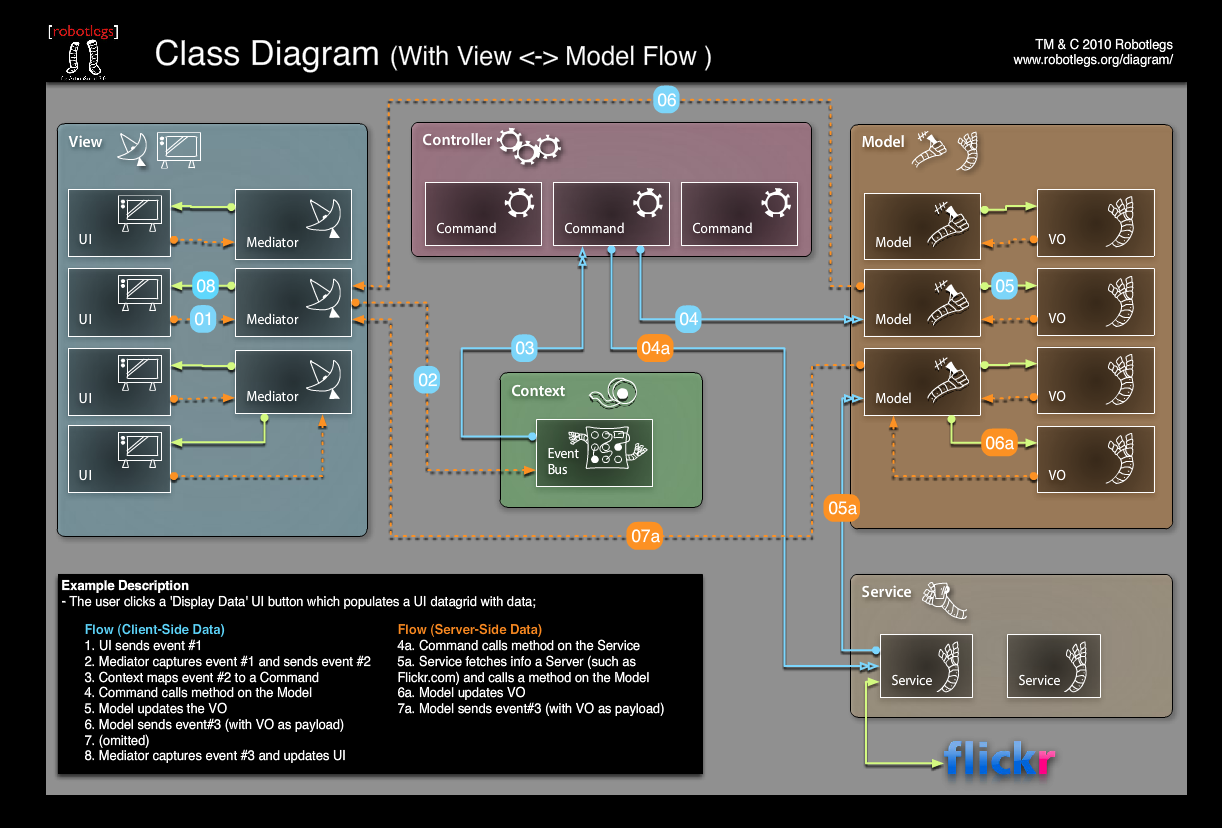 [robotlegs]
Class Diagram (With View <-> Model Flow )
TM & C 2010 Robotlegs
www.robotlegs.org/diagram/
06
View
UI
Mediator
08
01
UI
Mediator
UI
Mediator
UI
Controller
Command
Command
Command
Model
Model
VO
Model
05
VO
Model
VO
06a
VO
04
04a
03
02
Context
Event
Bus
07a
05a
Service
Service
Service
flickr
Example Description
- The user clicks a 'Display Data' UI button which populates a UI datagrid with data;
Flow (Client-Side Data)
1. UI sends event #1
2. Mediator captures event #1 and sends event #2
3. Context maps event #2 to a Command
4. Command calls method on the Model
5. Model updates the VO
6. Model sends event#3 (with VO as payload)
7. (omitted)
8. Mediator captures event #3 and updates UI
Flow (Server-Side Data)
4a. Command calls method on the Service
5a. Service fetches info a Server (such as
Flickr.com) and calls a method on the Model
6a. Model updates VO
7a. Model sends event#3 (with VO as payload)